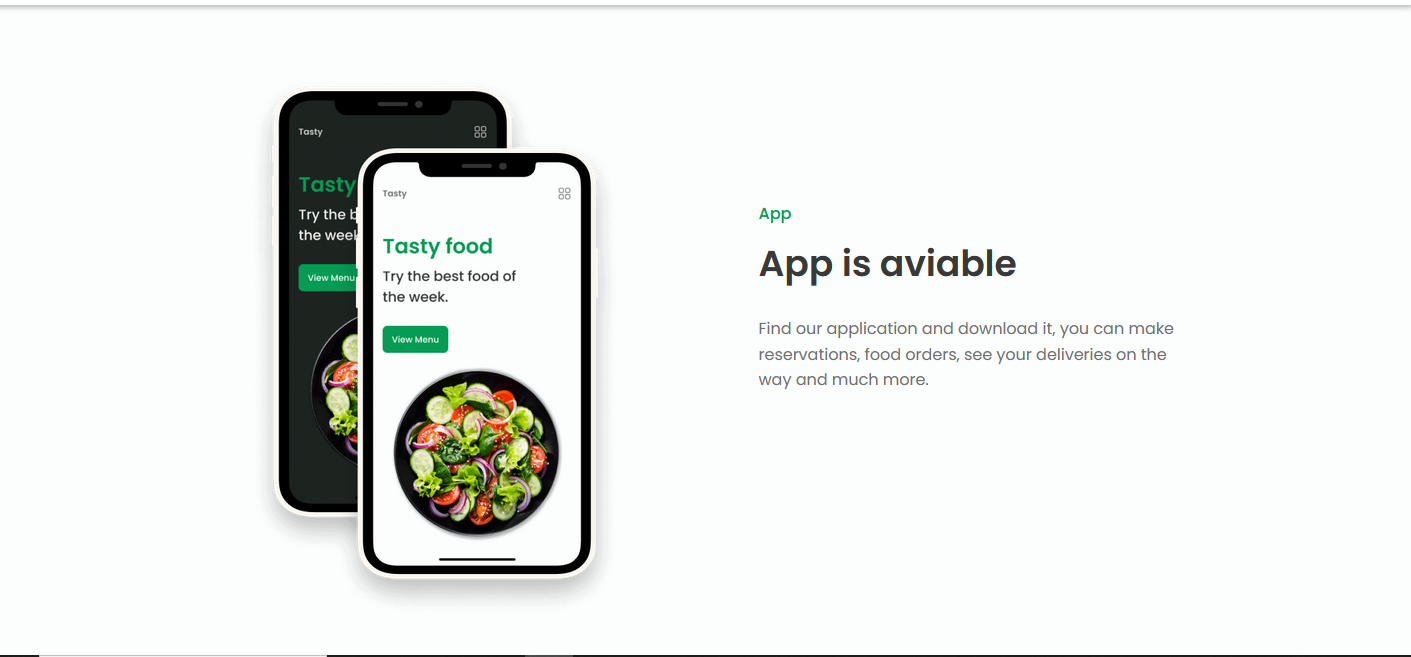 Tasty
Tasty
Try the b
the week
View Menu
Tasty
Tasty food
Try the best food of
the week.
View Menu
App
App is aviable
Find our application and download it, you can make
reservations, food orders, see your deliveries on the
way and much more.